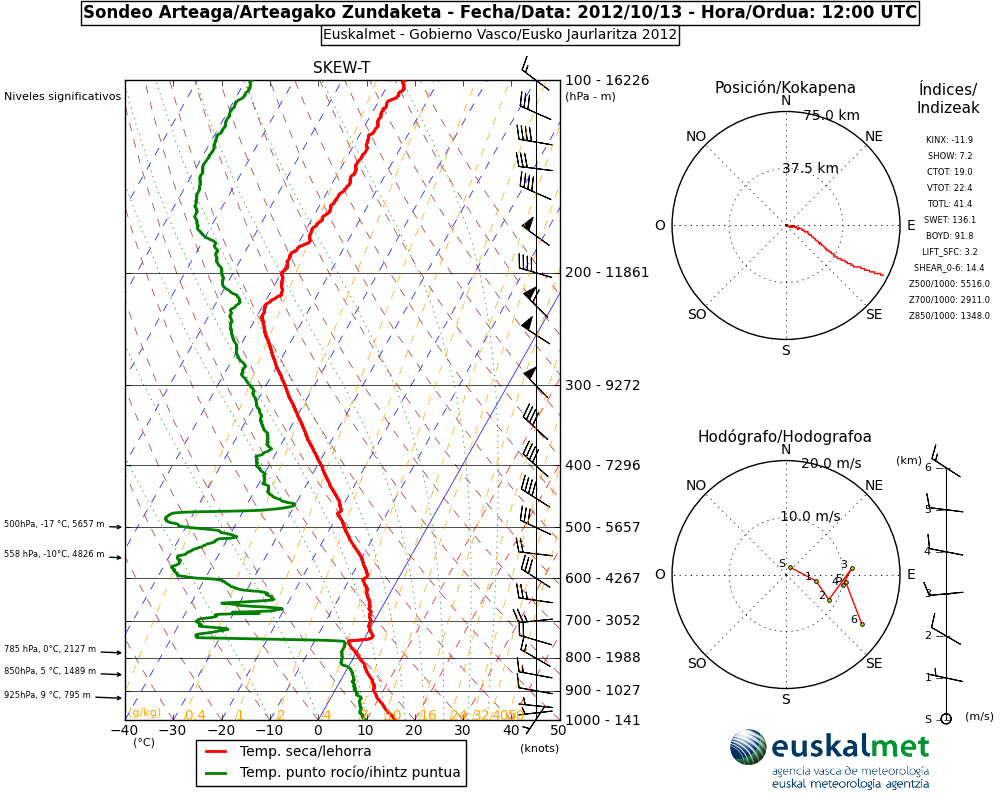 Sondeo Arteaga/Arteagako Zundaketa - Fecha/Data: 2012/10/13 - Hora/Ordua: 12:00 UTC
Euskalmet - Gobierno Vasco/Eusko Jaurlaritza 2012
SKEW-T
Niveles significativos
500hPa, -17 °C, 5657 m
558 hPa, -10°C, 4826 m
785 hPa, 0°C, 2127 m
850hPa, 5 °C, 1489 m
925hPa, 9 °C, 795 m
100 - 16226
(hPa - m)
200 - 11861
300 - 9272
400 - 7296
500 - 5657
600 - 4267
700 - 3052
800 - 1988
900 - 1027
1000 - 141
(g/kg) 0.4 1 2 4 7 16 24 32
−40 −30 −20 −10 0 10 20 30 40 50
(°C)
(knots)
Temp. seca/lehorra
Temp. punto rocío/ihintz puntua
Posición/Kokapena
N
75.0 km
NO
NE
37.5 km
O
E
SO
SE
S
Índices/
Indizeak
KINX: -11.9
SHOW: 7.2
CTOT: 19.0
VTOT: 22.4
TOTL: 41.4
SWET: 136.1
BOYD: 91.8
LIFT_SFC: 3.2
SHEAR_0-6: 14.4
Z500/1000: 5516.0
Z700/1000: 2911.0
Z850/1000: 1348.0
Hodógrafo/Hodografoa
N
20.0 m/s
NO
NE
10.0 m/s
S
3
1
4
5
2
6
O
E
SO
SE
S
(km)
6
5
4
3
2
1
S
(m/s)
euskalmet
agencia vasca de meteorología
euskal meteorologia agentzia